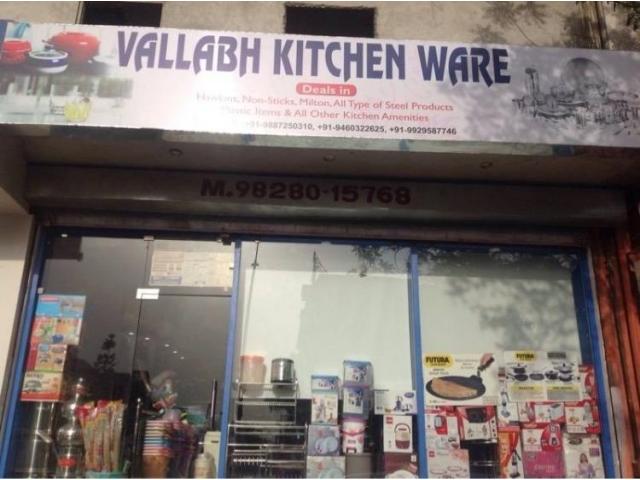 VALLABH KITCHEN WARE
Deals in
Hawkins, Non-Sticks, Milton, All Type of Steel Products
Plastic Items & All Other Kitchen Amenities
+91-9887250310, +91-9460322625, +91-9929587746
M.98280-15768
FUTURA
FUTURA